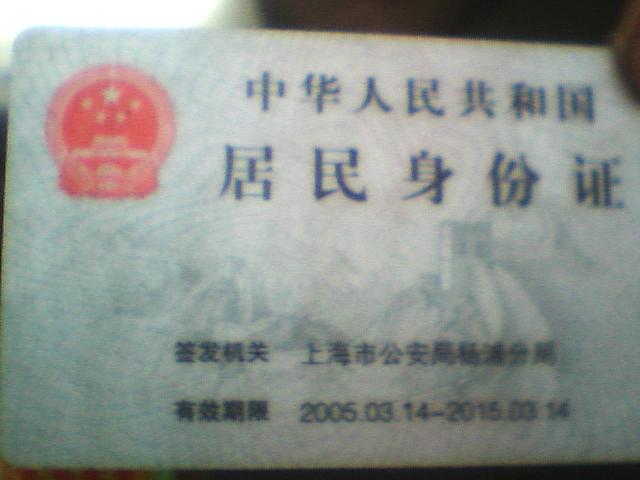 中华人民共和国
居民身份证
签发机关 上海市公安局杨浦分局
有效期限 2005.03.14-2015.03.14